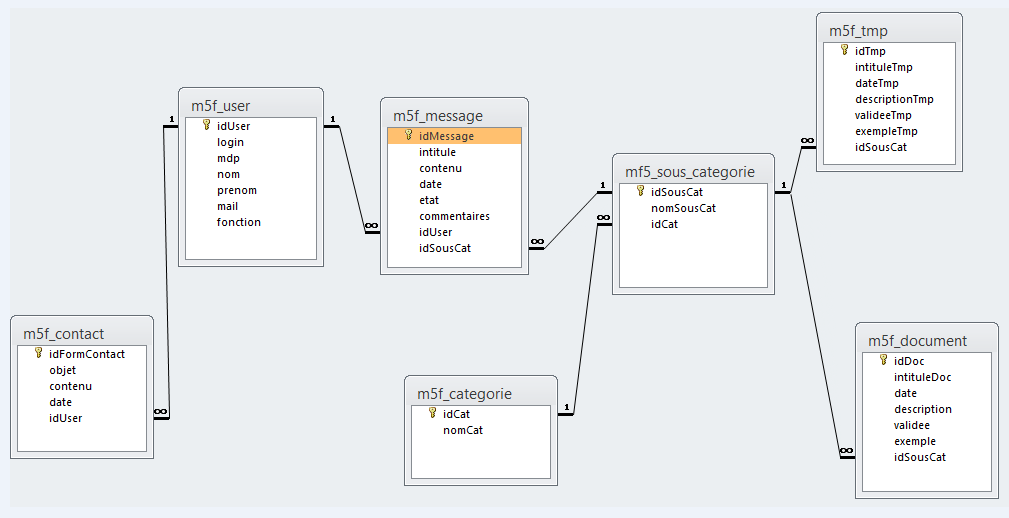 m5f_tmp
idTmp
intituleTmp
dateTmp
descriptionTmp
valideeTmp
exempleTmp
idSousCat
m5f_user
idUser
login
mdp
nom
prenom
mail
fonction
m5f_message
idMessage
intitule
contenu
date
etat
commentaires
idUser
idSousCat
mf5_sous_categorie
idSousCat
nomSousCat
idCat
m5f_contact
idFormContact
objet
contenu
date
idUser
m5f_categorie
idCat
nomCat
m5f_document
idDoc
intituleDoc
date
description
validee
exemple
idSousCat
1
∞
1
∞
1
∞
1
∞
1
∞
∞